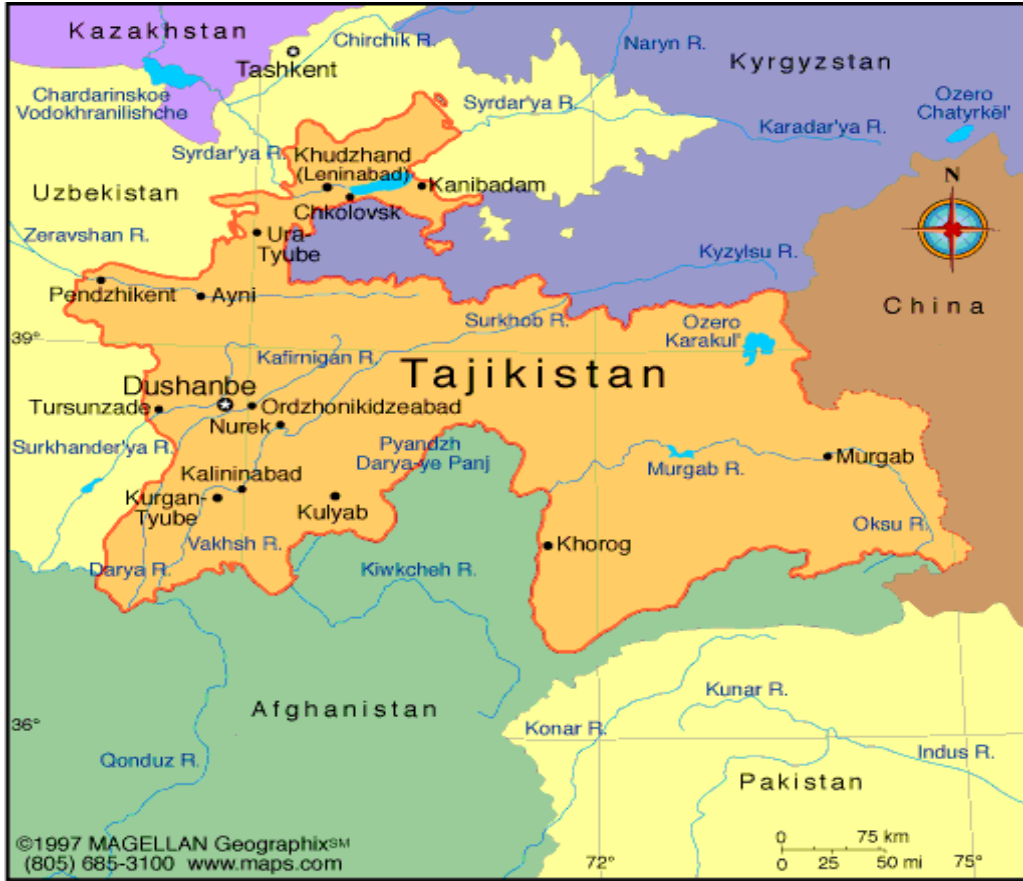 Kazakhstan
Chirchik R.
Naryn R.
Tashkent
Kyrgyzstan
Chardarinskoe
Vodokhranilishche
Ozero
Chatyrkël'
Syrdar'ya R.
Karadar'ya R.
Syrdar'ya R.
Khudzhand
(Leninabad)
Kanibadam
N
Uzbekistan
Chkolovsk
Zeravshan R.
Ura-
Tyube
Kyzylsu R.
Pendzhikent
Ayni
China
Surkhob R.
Ozero
Karakul'
39°
Kafirnigan R.
Tajikistan
Dushanbe
Tursunzade
Ordzhonikidzeabad
Nurek
Surkhander'ya R.
Pyandzh
Darya-ye Panj
Murgab R.
Murgab
Kalininabad
Kurgan-
Tyube
Kulyab
Oksu R.
Vakhsh R.
Khorog
Darya R.
Kiwkcheh R.
Afghanistan
Kunar R.
36°
Konar R.
Indus R.
Qonduz R.
Pakistan
©1997 MAGELLAN Geographix℠
(805) 685-3100 www.maps.com
0 75 km
0 25 50 mi
72°
75°